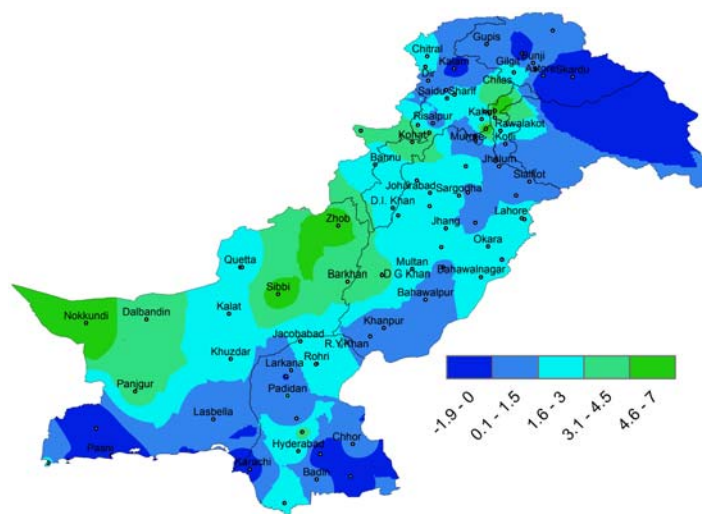 Gupis
Chitral
Bunji
Kalam
Gilgit
Astore
Skardu
Dir
Chilas
Saidu Sharif
Kakul
Risalpur
Rawalakot
Kohat
Murree
Kotli
Bannu
Jhalum
Sialkot
Joharabad
Sargogha
D.I. Khan
Lahore
Zhob
Jhang
Okara
Quetta
Multan
Barkhan
D G Khan
Bahawalnagar
Sibbi
Bahawalpur
Nokkundi
Dalbandin
Kalat
Khanpur
Jacobabad
R.Y.Khan
Khuzdar
Rohri
Larkana
Panjgur
Padidan
Lasbella
Pasni
Hyderabad
Chhor
Karachi
Badin
-1.9 - 0
0.1 - 1.5
1.6 - 3
3.1 - 4.5
4.6 - 7